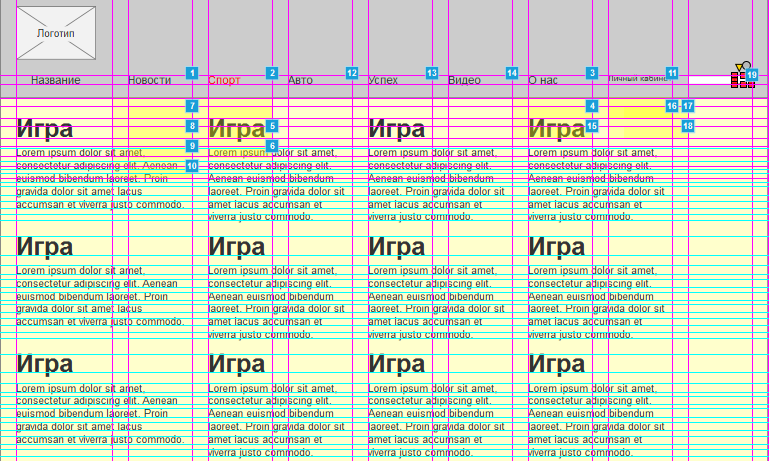 Логотип
1
2
12
13
14
3
11
19
Название
Новости
Спорт
Авто
Успех
Видео
О нас
Личный кабине
7
4
16
17
8
5
15
18
9
6
10
Игра
Lorem ipsum dolor sit amet,
consectetur adipiscing elit. Aenean
euismod bibendum laoreet. Proin
gravida dolor sit amet lacus
accumsan et viverra justo commodo.
Игра
Lorem ipsum dolor sit amet,
consectetur adipiscing elit.
Aenean euismod bibendum
laoreet. Proin gravida dolor sit
amet lacus accumsan et
viverra justo commodo.
Игра
Lorem ipsum dolor sit amet,
consectetur adipiscing elit.
Aenean euismod bibendum
laoreet. Proin gravida dolor sit
amet lacus accumsan et
viverra justo commodo.
Игра
Lorem ipsum dolor sit amet,
consectetur adipiscing elit.
Aenean euismod bibendum
laoreet. Proin gravida dolor sit
amet lacus accumsan et
viverra justo commodo.
Игра
Lorem ipsum dolor sit amet,
consectetur adipiscing elit. Aenean
euismod bibendum laoreet. Proin
gravida dolor sit amet lacus
accumsan et viverra justo commodo.
Игра
Lorem ipsum dolor sit amet,
consectetur adipiscing elit.
Aenean euismod bibendum
laoreet. Proin gravida dolor sit
amet lacus accumsan et
viverra justo commodo.
Игра
Lorem ipsum dolor sit amet,
consectetur adipiscing elit.
Aenean euismod bibendum
laoreet. Proin gravida dolor sit
amet lacus accumsan et
viverra justo commodo.
Игра
Lorem ipsum dolor sit amet,
consectetur adipiscing elit.
Aenean euismod bibendum
laoreet. Proin gravida dolor sit
amet lacus accumsan et
viverra justo commodo.
Игра
Lorem ipsum dolor sit amet,
consectetur adipiscing elit. Aenean
euismod bibendum laoreet. Proin
gravida dolor sit amet lacus
accumsan et viverra justo commodo.
Игра
Lorem ipsum dolor sit amet,
consectetur adipiscing elit.
Aenean euismod bibendum
laoreet. Proin gravida dolor sit
amet lacus accumsan et
Игра
Lorem ipsum dolor sit amet,
consectetur adipiscing elit.
Aenean euismod bibendum
laoreet. Proin gravida dolor sit
amet lacus accumsan et
Игра
Lorem ipsum dolor sit amet,
consectetur adipiscing elit.
Aenean euismod bibendum
laoreet. Proin gravida dolor sit
amet lacus accumsan et